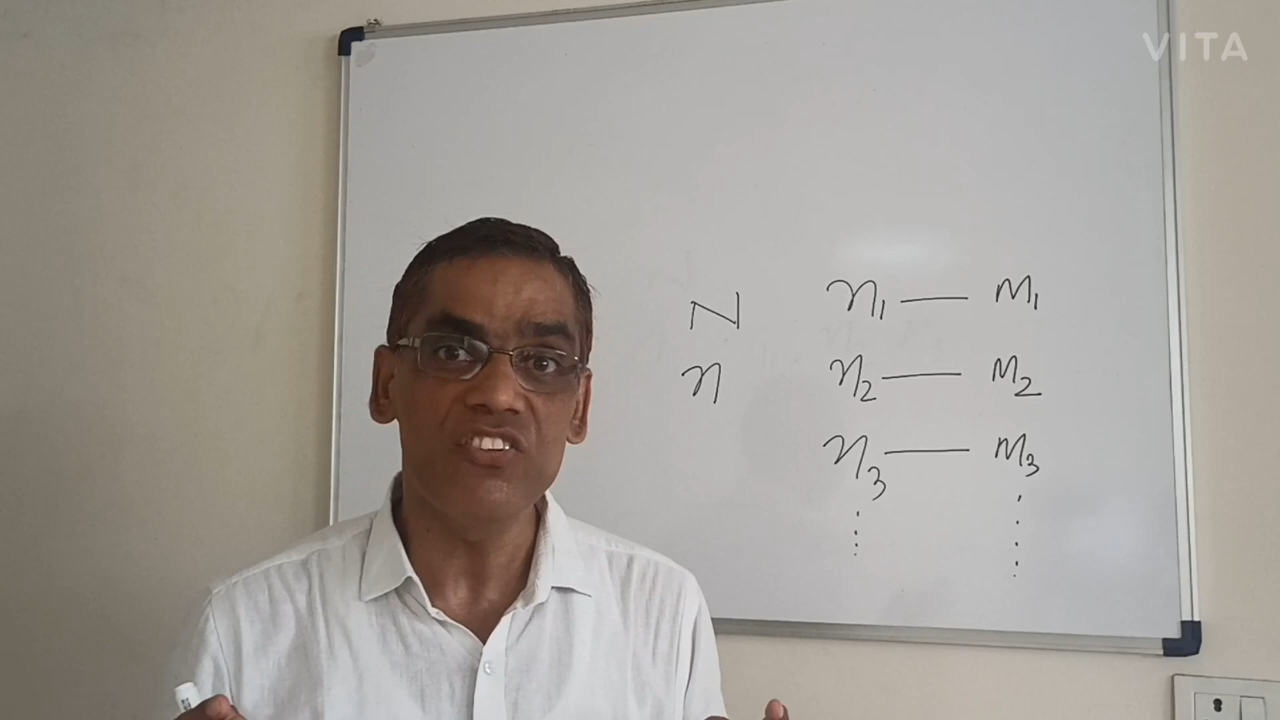 VITA
N n₁ — m₁
n n₂ — m₂
n₃ — m₃